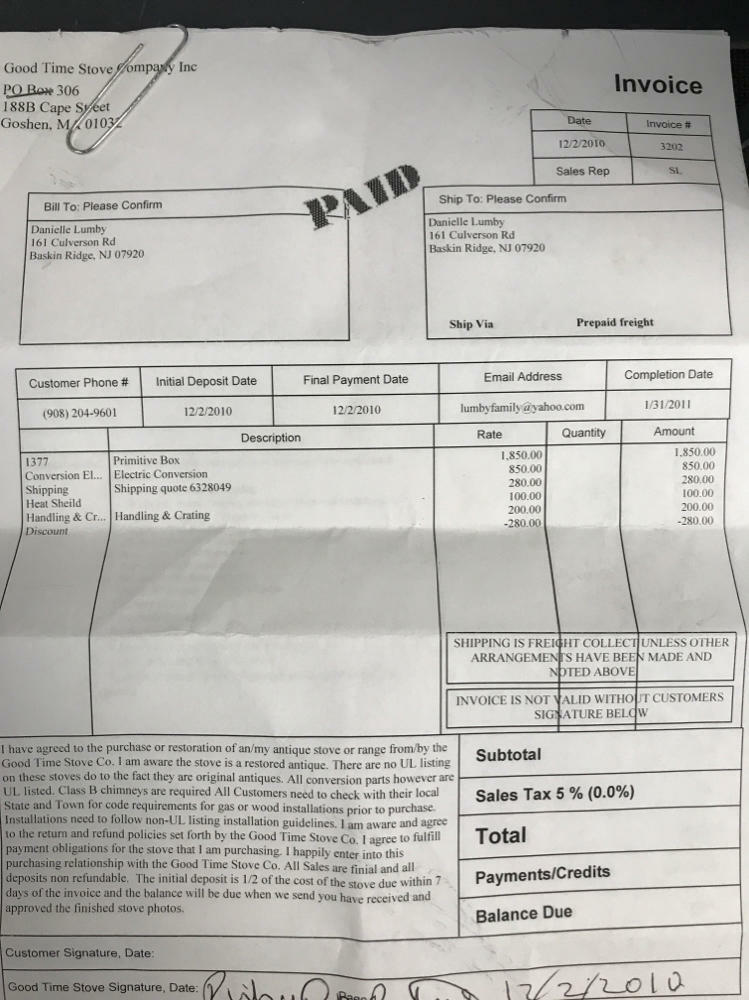 Good Time Stove Company Inc
PO Box 306
188B Cape Street
Goshen, MA 01032
Invoice
Date Invoice #
12/2/2010 3202
Sales Rep SL
PAID
Bill To: Please Confirm
Danielle Lumby
161 Culverson Rd
Baskin Ridge, NJ 07920
Ship To: Please Confirm
Danielle Lumby
161 Culverson Rd
Baskin Ridge, NJ 07920
Ship Via Prepaid freight
Customer Phone # Initial Deposit Date Final Payment Date Email Address Completion Date
(908) 204-9601 12/2/2010 12/2/2010 lumbyfamily@yahoo.com 1/31/2011
Description Rate Quantity Amount
1377 Primitive Box 1,850.00 1,850.00
Conversion El... Electric Conversion 850.00 850.00
Shipping Shipping quote 6328049 280.00 280.00
Heat Sheild 100.00 100.00
Handling & Cr... Handling & Crating 200.00 200.00
Discount -280.00 -280.00
SHIPPING IS FREIGHT COLLECT UNLESS OTHER
ARRANGEMENTS HAVE BEEN MADE AND
NOTED ABOVE
INVOICE IS NOT VALID WITHOUT CUSTOMERS
SIGNATURE BELOW
I have agreed to the purchase or restoration of an/my antique stove or range from/by the
Good Time Stove Co. I am aware the stove is a restored antique. There are no UL listing
on these stoves do to the fact they are original antiques. All conversion parts however are
UL listed. Class B chimneys are required All Customers need to check with their local
State and Town for code requirements for gas or wood installations prior to purchase.
Installations need to follow non-UL listing installation guidelines. I am aware and agree
to the return and refund policies set forth by the Good Time Stove Co. I agree to fulfill
payment obligations for the stove that I am purchasing. I happily enter into this
purchasing relationship with the Good Time Stove Co. All Sales are finial and all
deposits non refundable. The initial deposit is 1/2 of the cost of the stove due within 7
days of the invoice and the balance will be due when we send you have received and
approved the finished stove photos.
Subtotal
Sales Tax 5 % (0.0%)
Total
Payments/Credits
Balance Due
Customer Signature, Date:
Good Time Stove Signature, Date: 12/2/2010